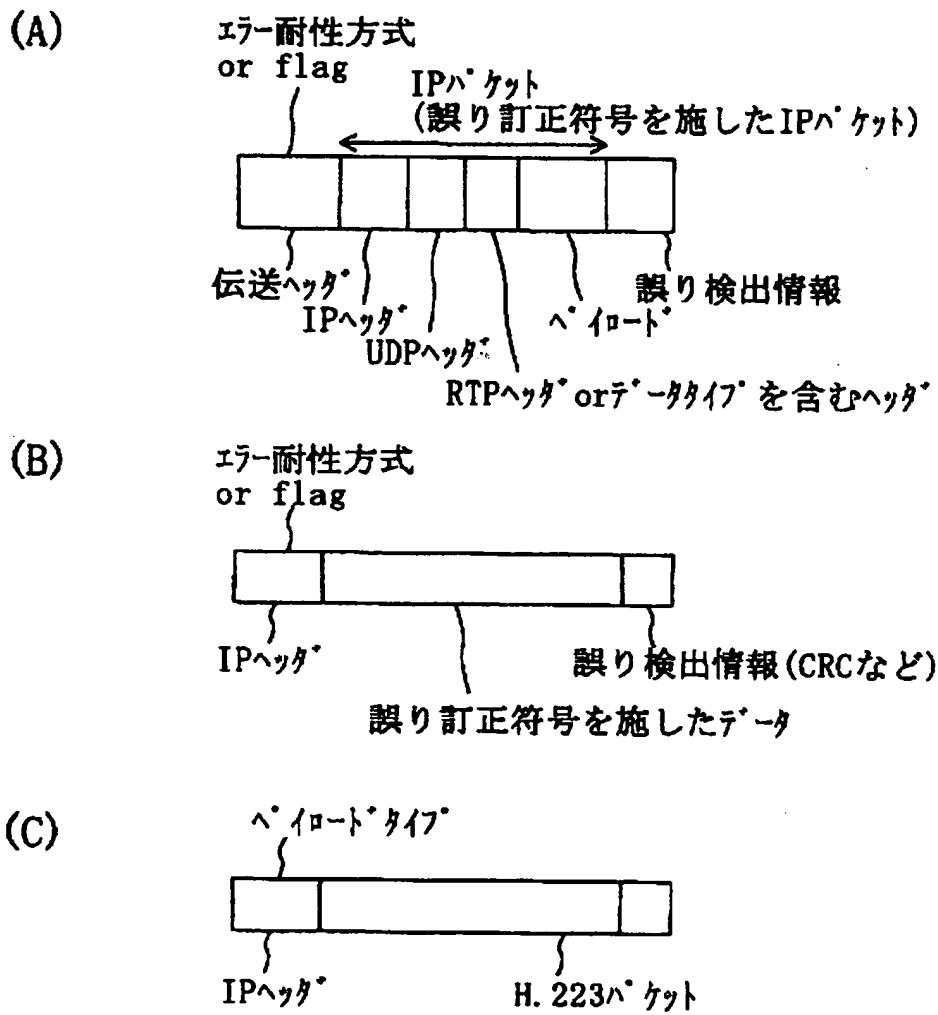 (A)
エラー耐性方式
or flag
IPパケット
(誤り訂正符号を施したIPパケット)
伝送ヘッダ
IPヘッダ
UDPヘッダ
RTPヘッダorデータタイプを含むヘッダ
ペイロード
誤り検出情報
(B)
エラー耐性方式
or flag
IPヘッダ
誤り検出情報(CRCなど)
誤り訂正符号を施したデータ
(C)
ペイロードタイプ
IPヘッダ
H.223パケット